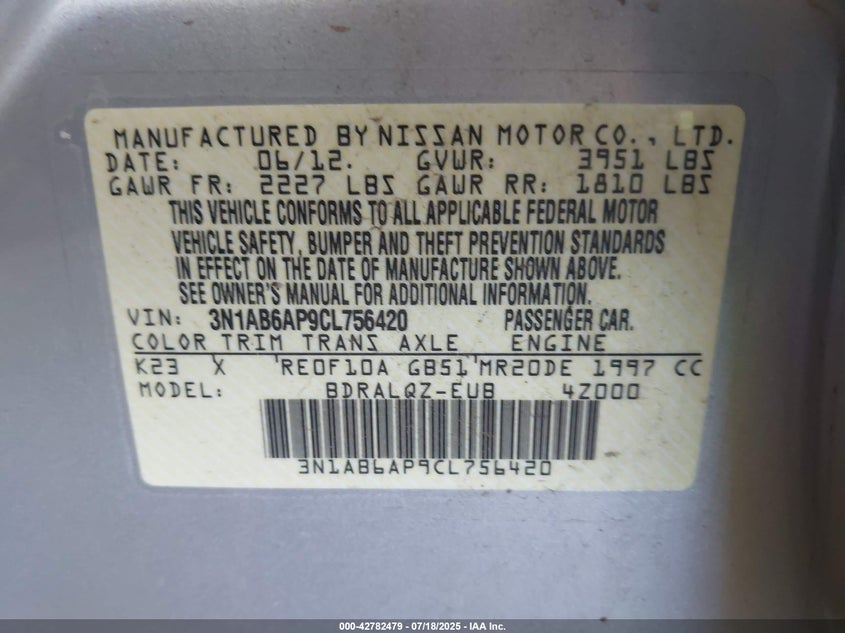 MANUFACTURED BY NISSAN MOTOR CO., LTD.
DATE: 06/12. GVWR: 3951 LBS
GAWR FR: 2227 LBS GAWR RR: 1810 LBS
THIS VEHICLE CONFORMS TO ALL APPLICABLE FEDERAL MOTOR
VEHICLE SAFETY, BUMPER AND THEFT PREVENTION STANDARDS
IN EFFECT ON THE DATE OF MANUFACTURE SHOWN ABOVE.
SEE OWNER'S MANUAL FOR ADDITIONAL INFORMATION.
VIN: 3N1AB6AP9CL756420 PASSENGER CAR.
COLOR TRIM TRANS AXLE ENGINE
K23 X RE0F10A GB51 MR20DE 1997 CC
MODEL: BDRALQZ-EUB 4Z000
3N1AB6AP9CL756420
000-42782479 - 07/18/2025 - IAA Inc.